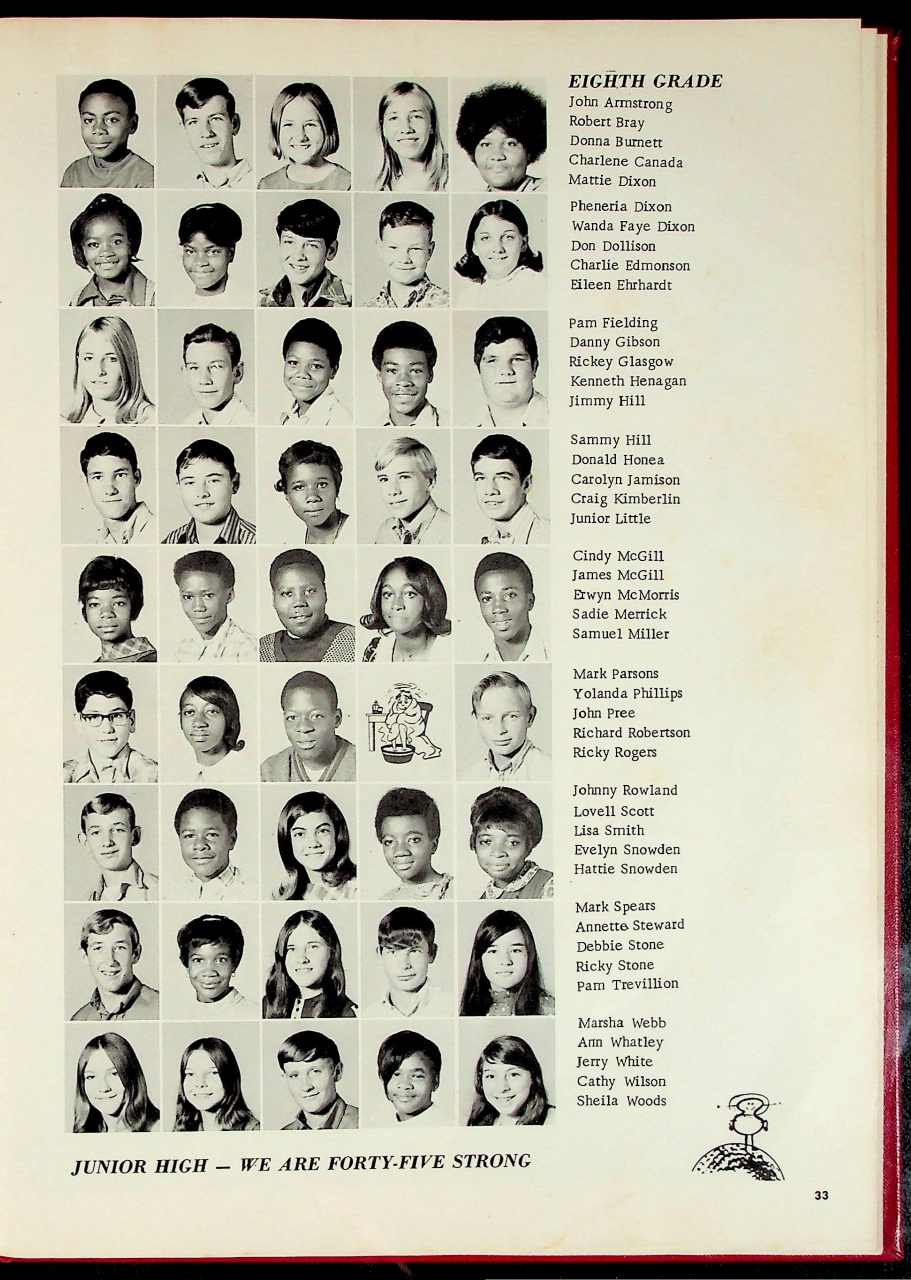 EIGHTH GRADE
John Armstrong
Robert Bray
Donna Burnett
Charlene Canada
Mattie Dixon
Pheneria Dixon
Wanda Faye Dixon
Don Dollison
Charlie Edmonson
Eileen Ehrhardt
Pam Fielding
Danny Gibson
Rickey Glasgow
Kenneth Henagan
Jimmy Hill
Sammy Hill
Donald Honea
Carolyn Jamison
Craig Kimberlin
Junior Little
Cindy McGill
James McGill
Erwyn McMorris
Sadie Merrick
Samuel Miller
Mark Parsons
Yolanda Phillips
John Pree
Richard Robertson
Ricky Rogers
Johnny Rowland
Lovell Scott
Lisa Smith
Evelyn Snowden
Hattie Snowden
Mark Spears
Annette Steward
Debbie Stone
Ricky Stone
Pam Trevillion
Marsha Webb
Ann Whatley
Jerry White
Cathy Wilson
Sheila Woods
JUNIOR HIGH — WE ARE FORTY-FIVE STRONG
33